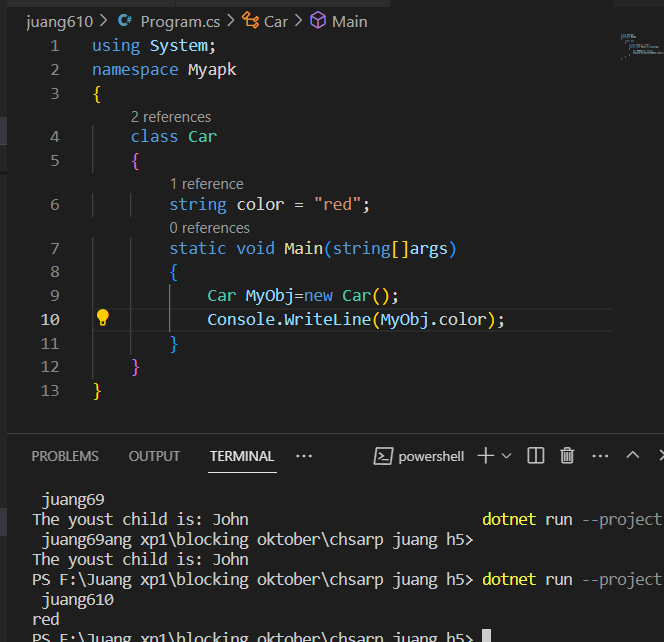 juang610 > C# Program.cs > Car > Main
1 using System;
2 namespace Myapk
3 {
2 references
4 class Car
5 {
1 reference
6 string color = "red";
0 references
7 static void Main(string[]args)
8 {
9 Car MyObj=new Car();
10 Console.WriteLine(MyObj.color);
11 }
12 }
13 }
PROBLEMS OUTPUT TERMINAL ··· powershell
juang69
The youst child is: John dotnet run --project
juang69ang xp1\blocking oktober\chsarp juang h5>
The youst child is: John
PS F:\Juang xp1\blocking oktober\chsarp juang h5> dotnet run --project
juang610
red
PS F:\Juang xp1\blocking oktober\chsarp juang h5>